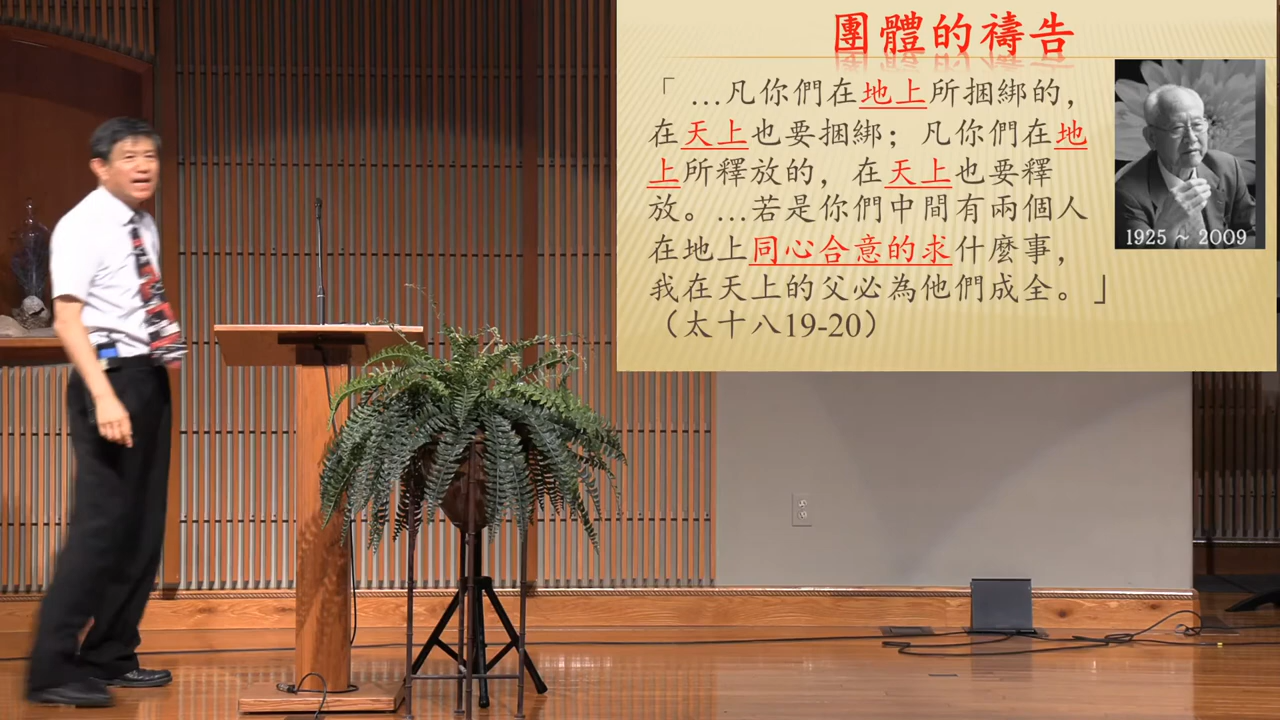 團體的禱告
「 …凡你們在地上所捆綁的，
在天上也要捆綁；凡你們在地
上所釋放的，在天上也要釋
放。…若是你們中間有兩個人
在地上同心合意的求什麼事，
我在天上的父必為他們成全。」
（太十八19-20）
1925 ~ 2009